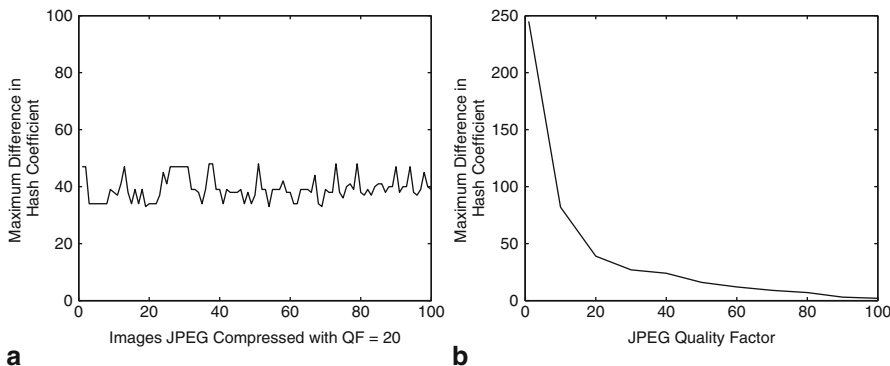 100
80
60
40
20
0
Maximum Difference in
Hash Coefficient
0 20 40 60 80 100
Images JPEG Compressed with QF = 20
a
250
200
150
100
50
0
Maximum Difference in
Hash Coefficient
0 20 40 60 80 100
JPEG Quality Factor
b